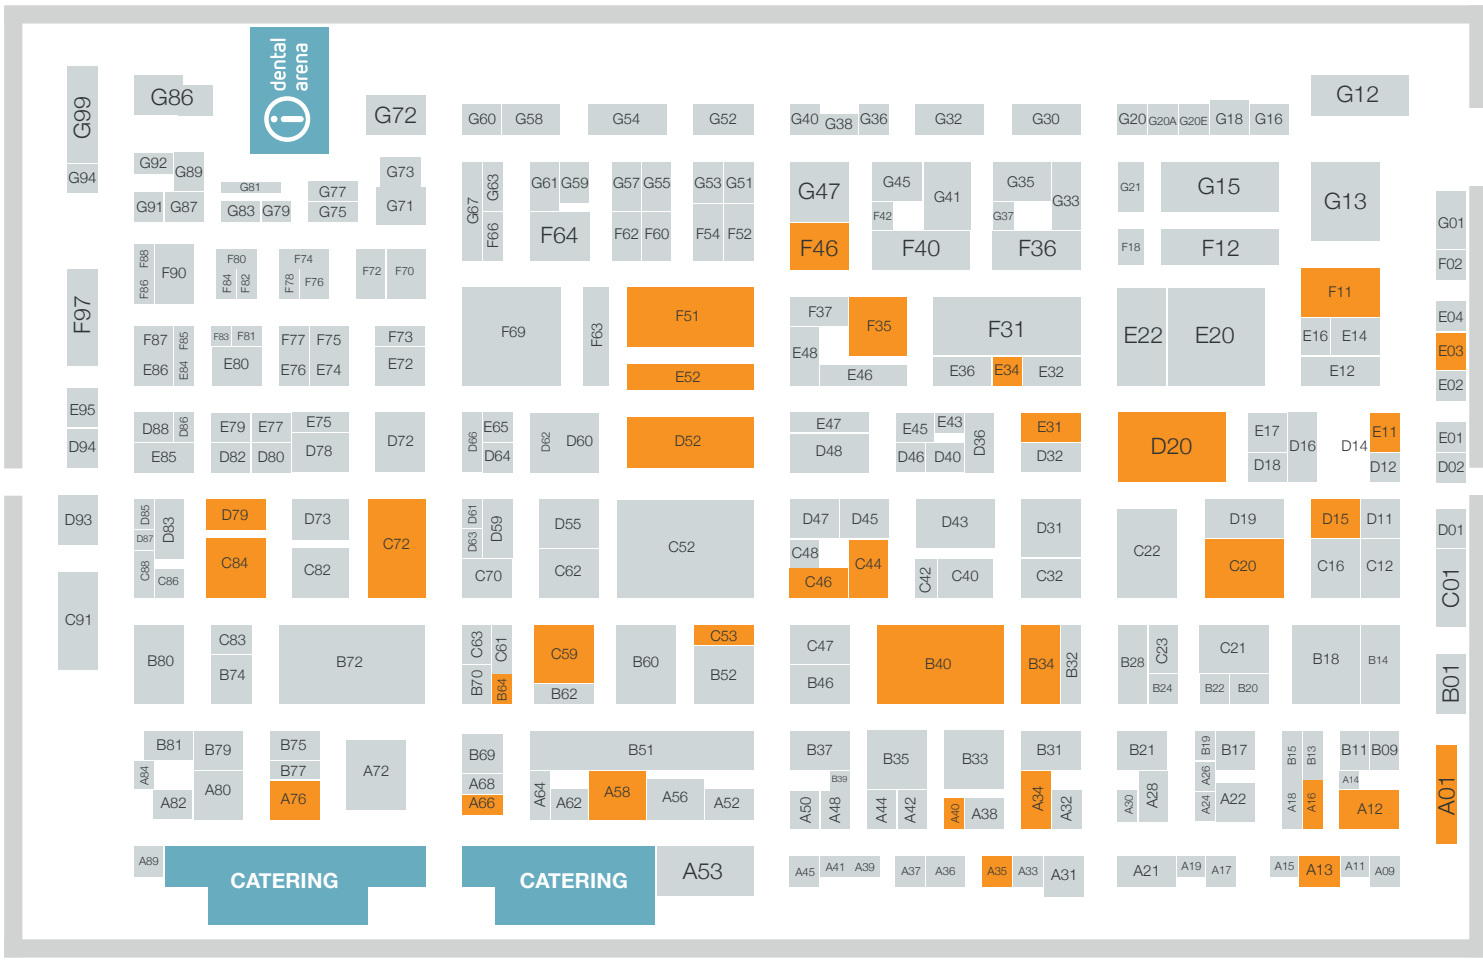 dental
arena
i
G99
G94
G86
G72
G92
G89
G73
G81
G77
G91
G87
G83
G79
G75
G71
F97
F88
F86
F90
F80
F84
F82
F74
F78
F76
F72
F70
F87
F85
F83
F81
F77
F75
F73
E86
E84
E80
E76
E74
E72
E95
D94
D88
D86
E79
E77
E75
D72
E85
D82
D80
D78
D93
D85
D87
D83
C88
C86
D79
C84
D73
C82
C72
C91
B80
C83
B74
B72
B81
B79
B75
B77
A72
A84
A82
A80
A76
A89
CATERING
G60
G58
G54
G52
G67
G63
F66
G61
G59
F64
G57
G55
F62
F60
G53
G51
F54
F52
F69
F63
F51
E52
D66
E65
D64
D62
D60
D52
D61
D63
D59
C70
D55
C62
C52
C63
C61
B70
B64
C59
B62
B60
C53
B52
B69
A68
A66
B51
A64
A62
A58
A56
A52
CATERING
A53
G40
G38
G36
G32
G30
G47
F46
G45
F42
G41
F40
G35
G37
G33
F36
F37
F35
E48
E46
F31
E36
E34
E32
E47
D48
E45
E43
D46
D40
D36
E31
D32
D47
D45
C48
C46
C44
D43
C42
C40
D31
C32
C47
B46
B40
B34
B32
B37
B39
A50
A48
B35
A44
A42
B33
A40
A38
B31
A34
A32
A45
A41
A39
A37
A36
A35
A33
A31
G20
G20A
G20E
G18
G16
G12
G21
G15
G13
F18
F12
E22
E20
F11
E16
E14
E12
D20
E17
D18
D16
D14
E11
D12
C22
D19
C20
D15
D11
C16
C12
B28
C23
B24
C21
B22
B20
B18
B14
B21
A30
A28
B19
B17
A26
A24
A22
B15
B13
A18
A16
B11
B09
A14
A12
A21
A19
A17
A15
A13
A11
A09
G01
F02
E04
E03
E02
E01
D02
D01
C01
B01
A01